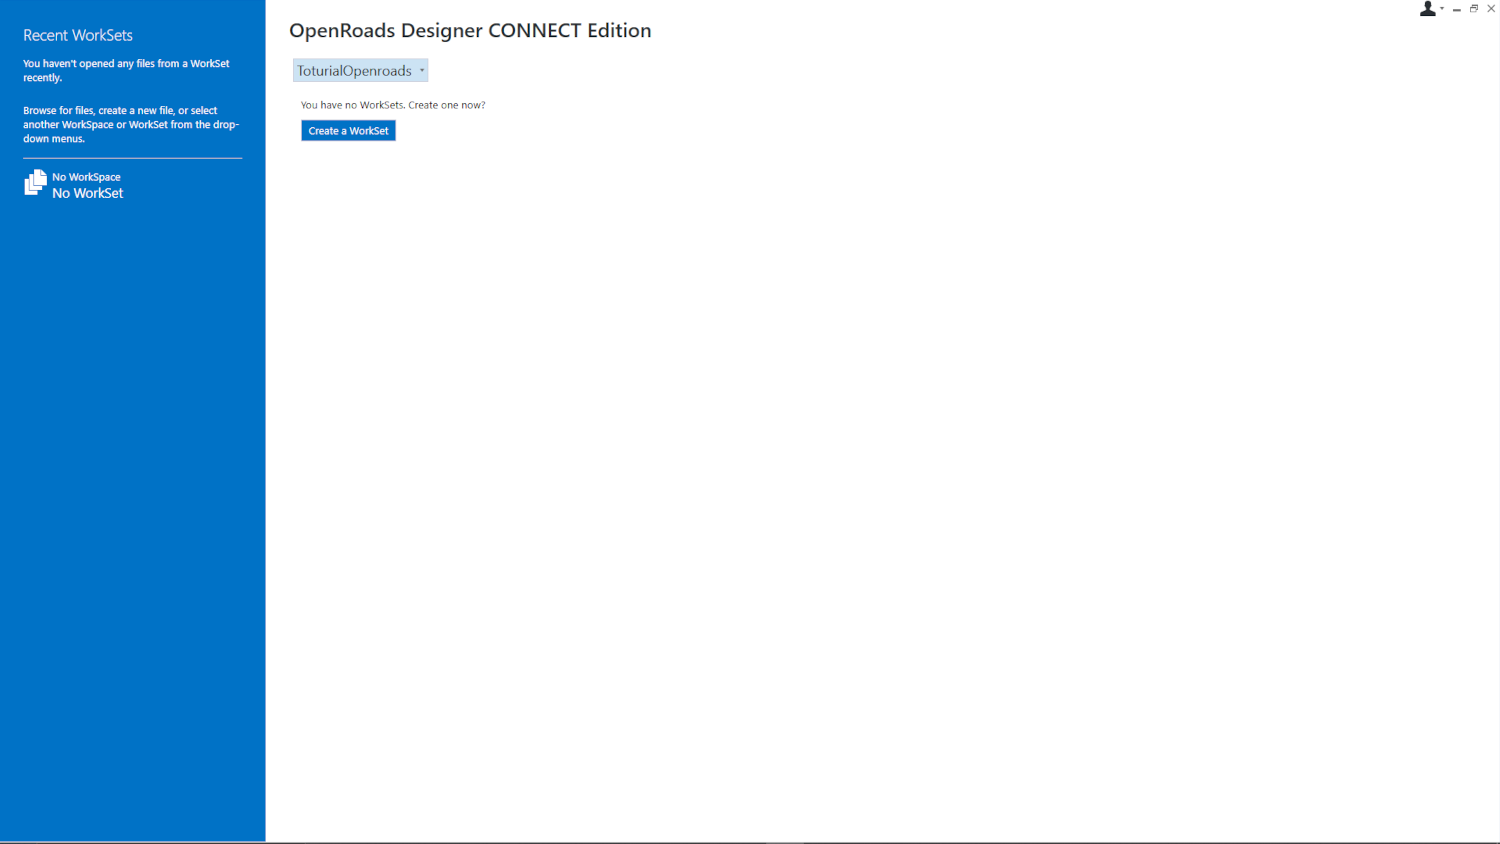 Recent WorkSets
You haven't opened any files from a WorkSet
recently.
Browse for files, create a new file, or select
another WorkSpace or WorkSet from the drop-
down menus.
No WorkSpace
No WorkSet
OpenRoads Designer CONNECT Edition
ToturialOpenroads
You have no WorkSets. Create one now?
Create a WorkSet